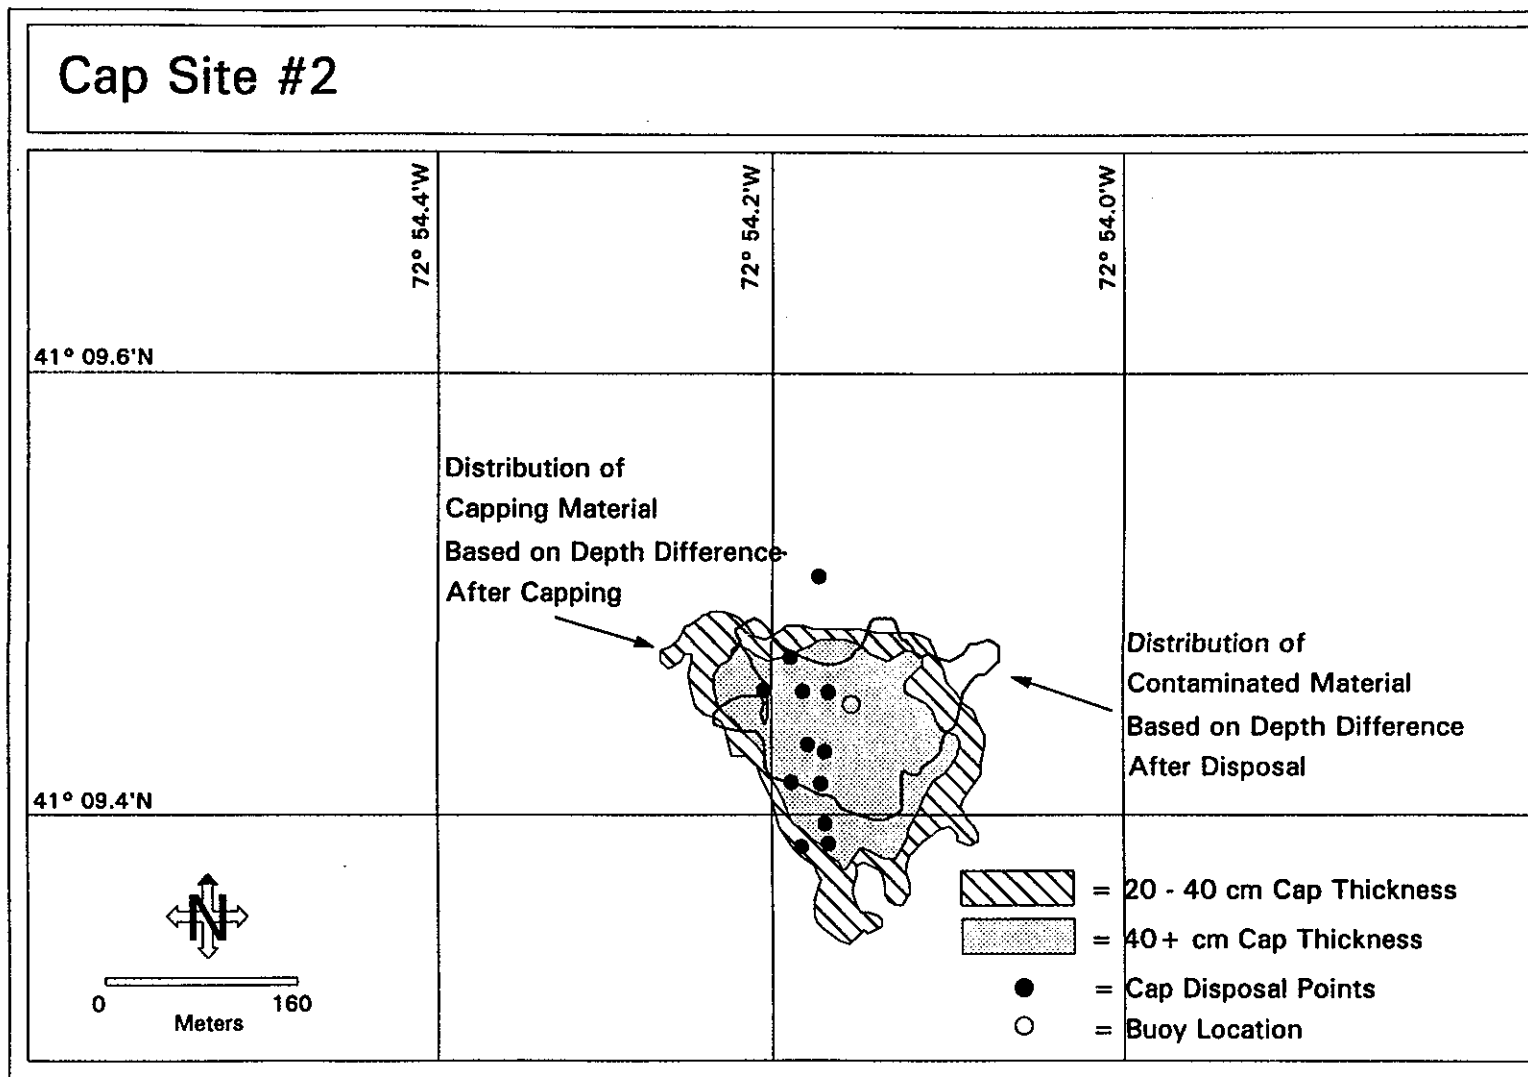 Cap Site #2
72° 54.4'W
72° 54.2'W
72° 54.0'W
41° 09.6'N
Distribution of
Capping Material
Based on Depth Difference
After Capping
Distribution of
Contaminated Material
Based on Depth Difference
After Disposal
41° 09.4'N
N
0 160
Meters
= 20 - 40 cm Cap Thickness
= 40+ cm Cap Thickness
= Cap Disposal Points
= Buoy Location